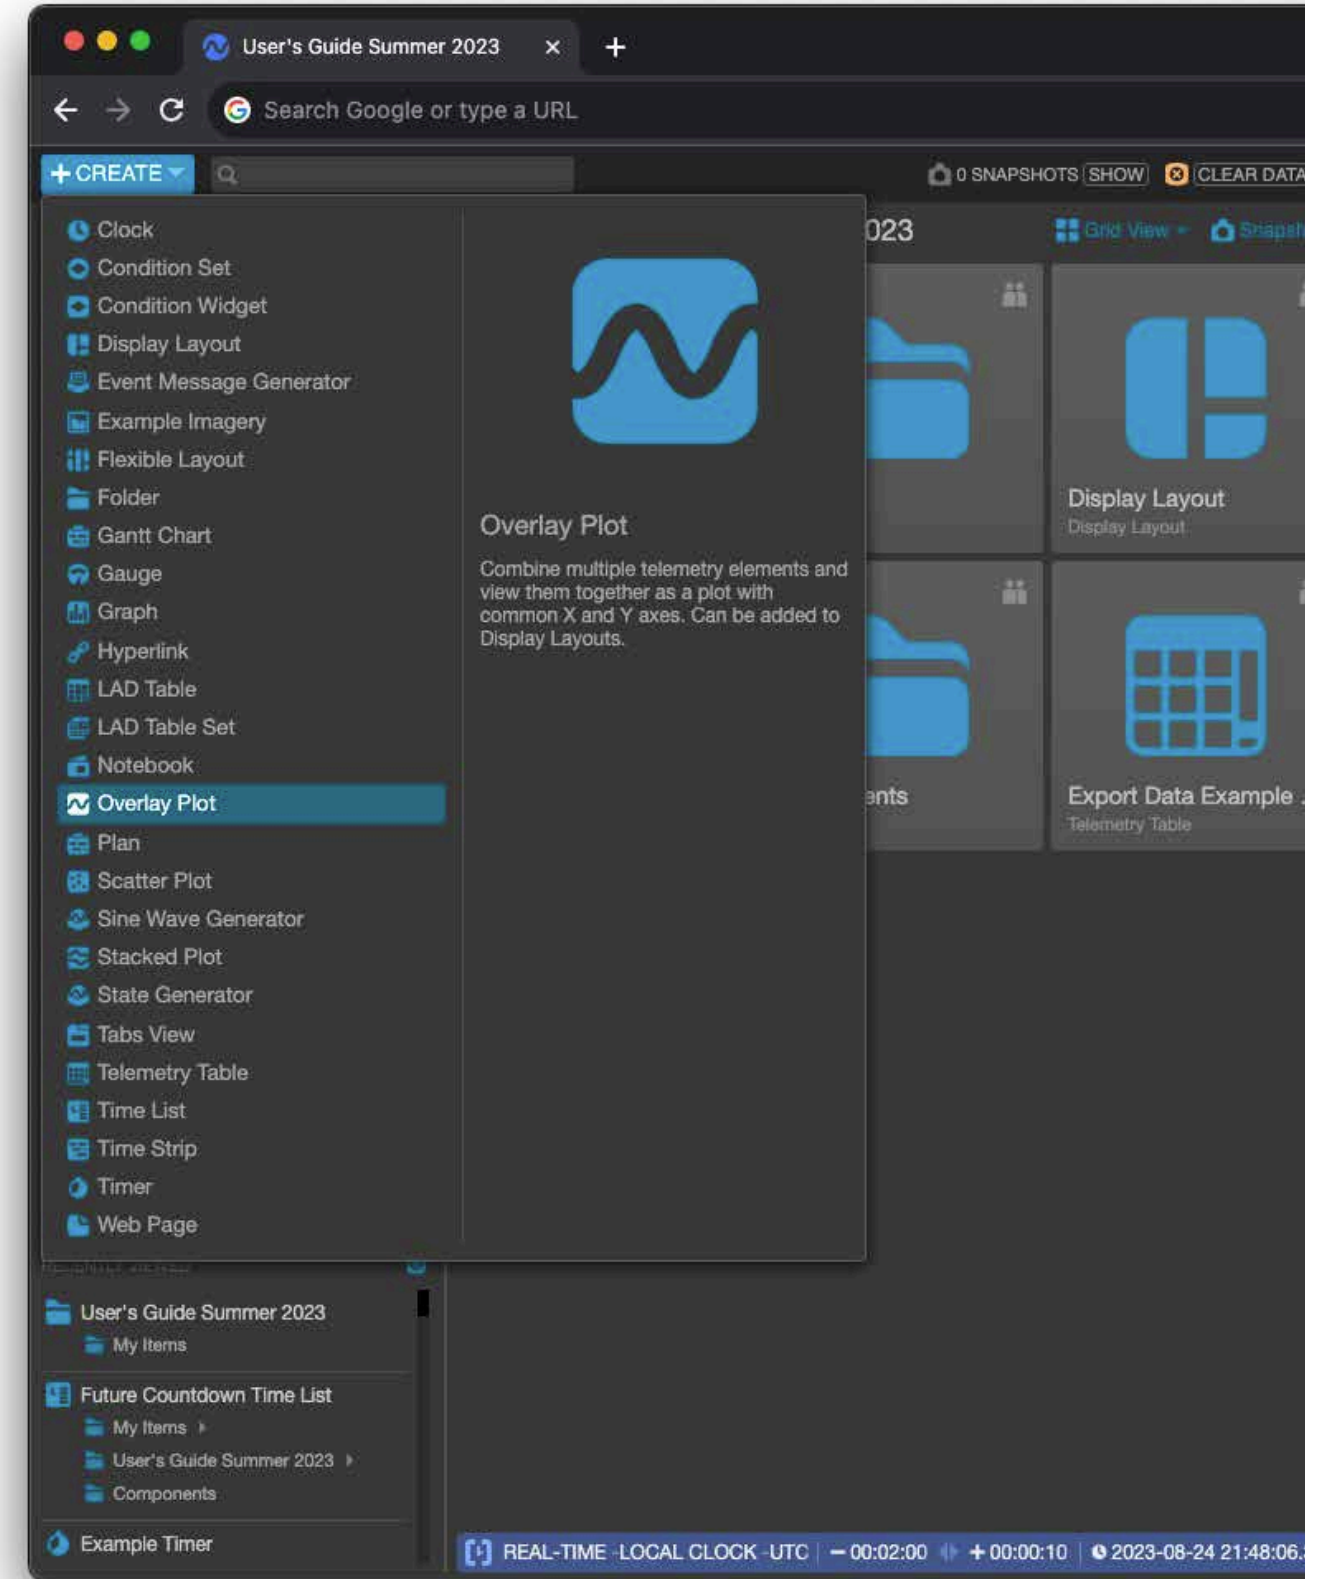 User's Guide Summer 2023
Search Google or type a URL
CREATE
0 SNAPSHOTS SHOW CLEAR DATA
Clock
Condition Set
Condition Widget
Display Layout
Event Message Generator
Example Imagery
Flexible Layout
Folder
Gantt Chart
Gauge
Graph
Hyperlink
LAD Table
LAD Table Set
Notebook
Overlay Plot
Plan
Scatter Plot
Sine Wave Generator
Stacked Plot
State Generator
Tabs View
Telemetry Table
Time List
Time Strip
Timer
Web Page
Overlay Plot
Combine multiple telemetry elements and
view them together as a plot with
common X and Y axes. Can be added to
Display Layouts.
023
Grid View
Snapsh
Display Layout
Display Layout
ents
Export Data Example
Telemetry Table
RECENTLY VIEWED
User's Guide Summer 2023
My Items
Future Countdown Time List
My Items
User's Guide Summer 2023
Components
Example Timer
REAL-TIME LOCAL CLOCK UTC - 00:02:00 + 00:00:10 2023-08-24 21:48:06.